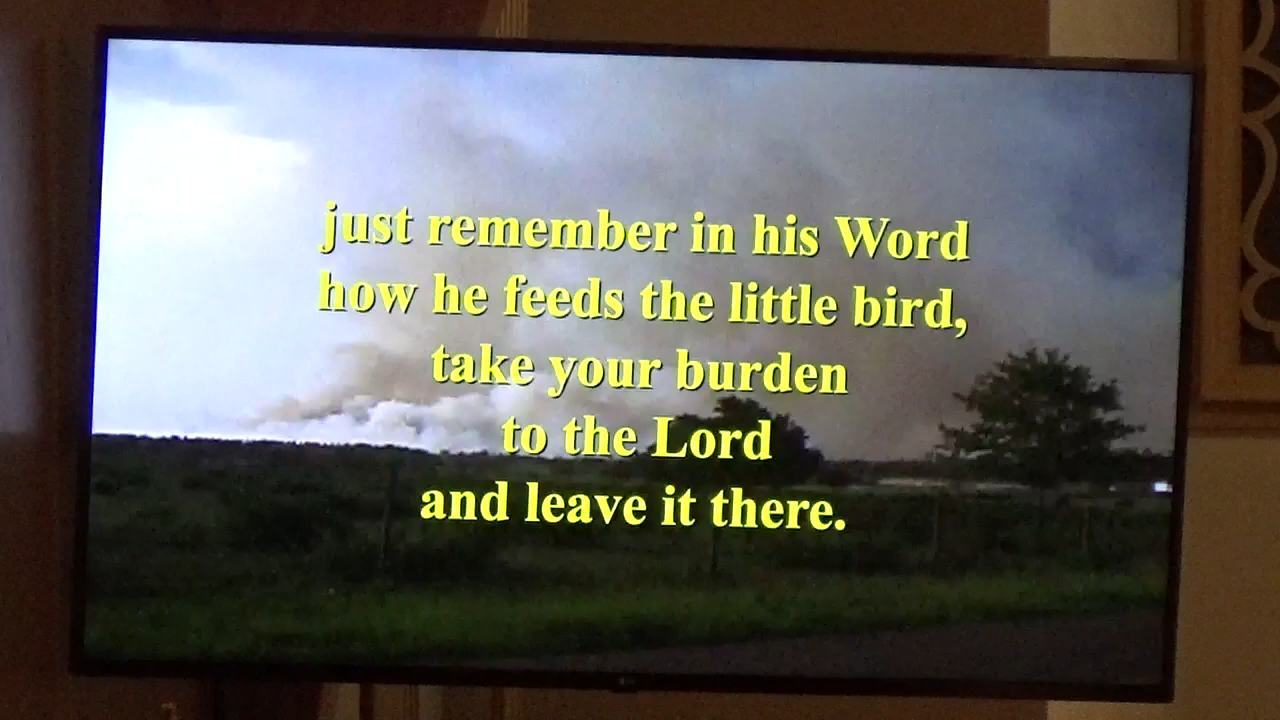 just remember in his Word
how he feeds the little bird,
take your burden
to the Lord
and leave it there.